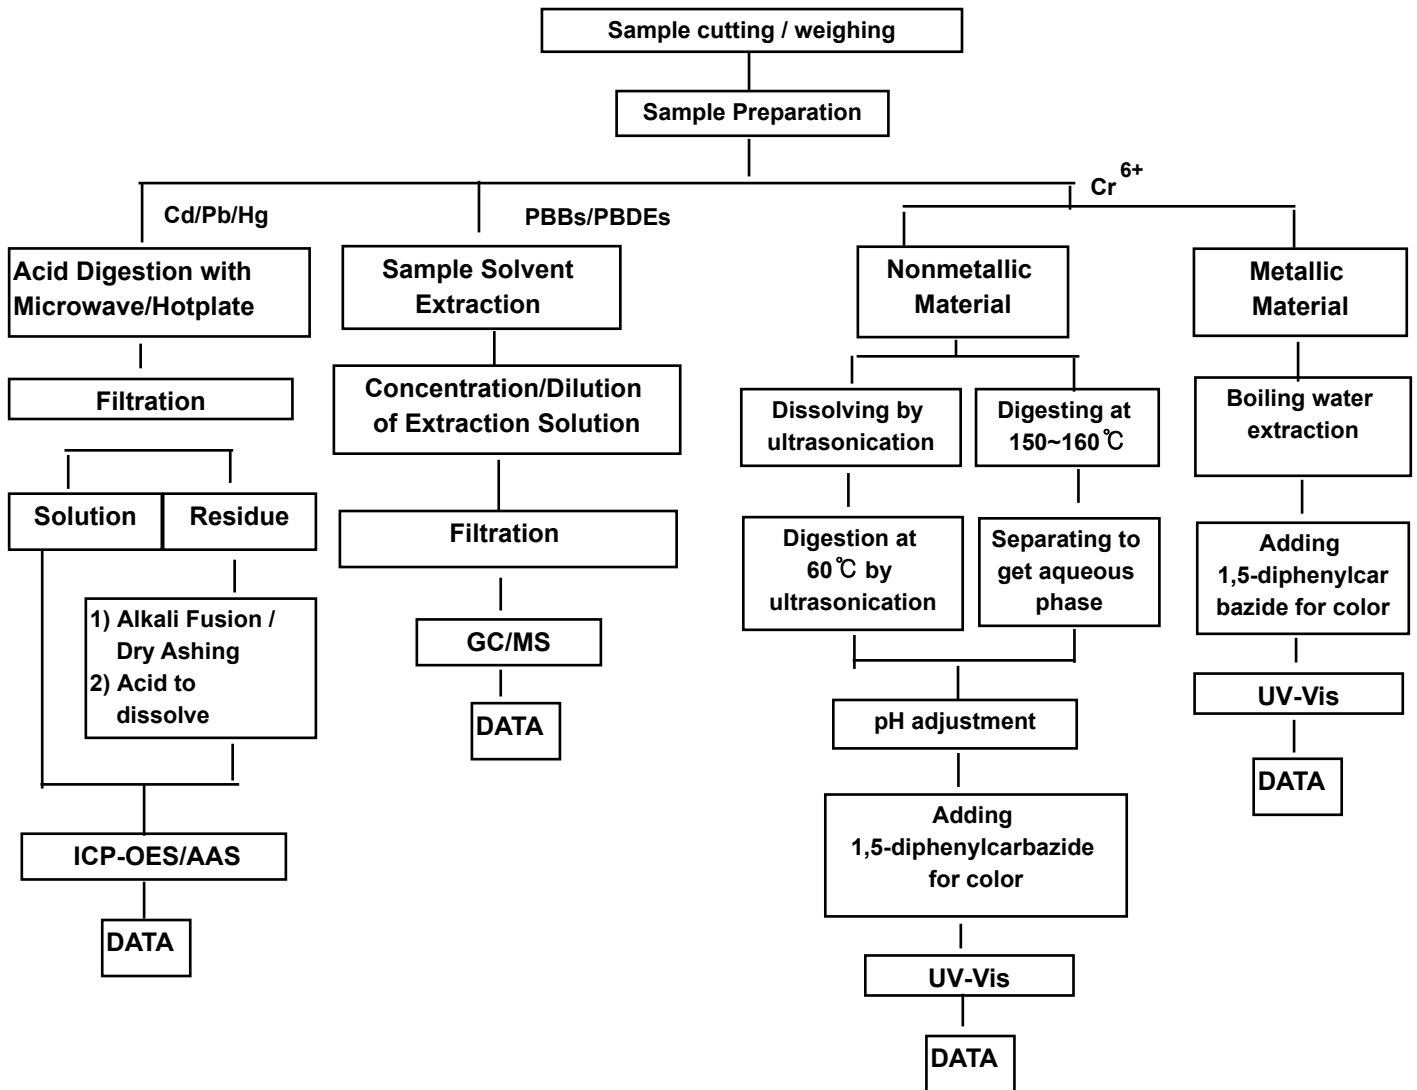 Sample cutting / weighing
Sample Preparation
Cd/Pb/Hg
Acid Digestion with
Microwave/Hotplate
Filtration
Solution
Residue
1) Alkali Fusion /
Dry Ashing
2) Acid to
dissolve
ICP-OES/AAS
DATA
PBBs/PBDEs
Sample Solvent
Extraction
Concentration/Dilution
of Extraction Solution
Filtration
GC/MS
DATA
Cr 6+
Nonmetallic
Material
Dissolving by
ultrasonication
Digestion at
60℃ by
ultrasonication
Digesting at
150~160℃
Separating to
get aqueous
phase
pH adjustment
Adding
1,5-diphenylcarbazide
for color
UV-Vis
DATA
Metallic
Material
Boiling water
extraction
Adding
1,5-diphenylcar
bazide for color
UV-Vis
DATA